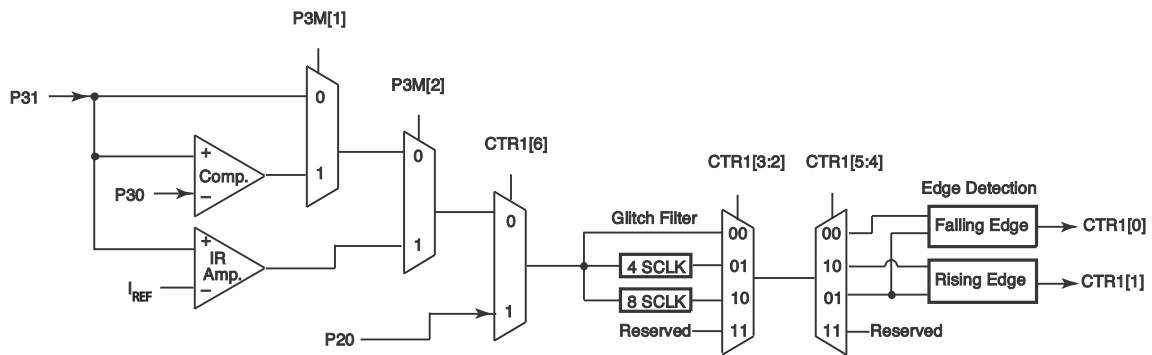 P3M[1]
P31
0
P3M[2]
0
CTR1[6]
+
Comp.
–
1
P30
CTR1[3:2]
CTR1[5:4]
Edge Detection
0
Glitch Filter
00
00
Falling Edge
CTR1[0]
+
IR
Amp.
–
1
IREF
4 SCLK
01
10
Rising Edge
CTR1[1]
8 SCLK
10
01
1
P20
Reserved
11
11
Reserved